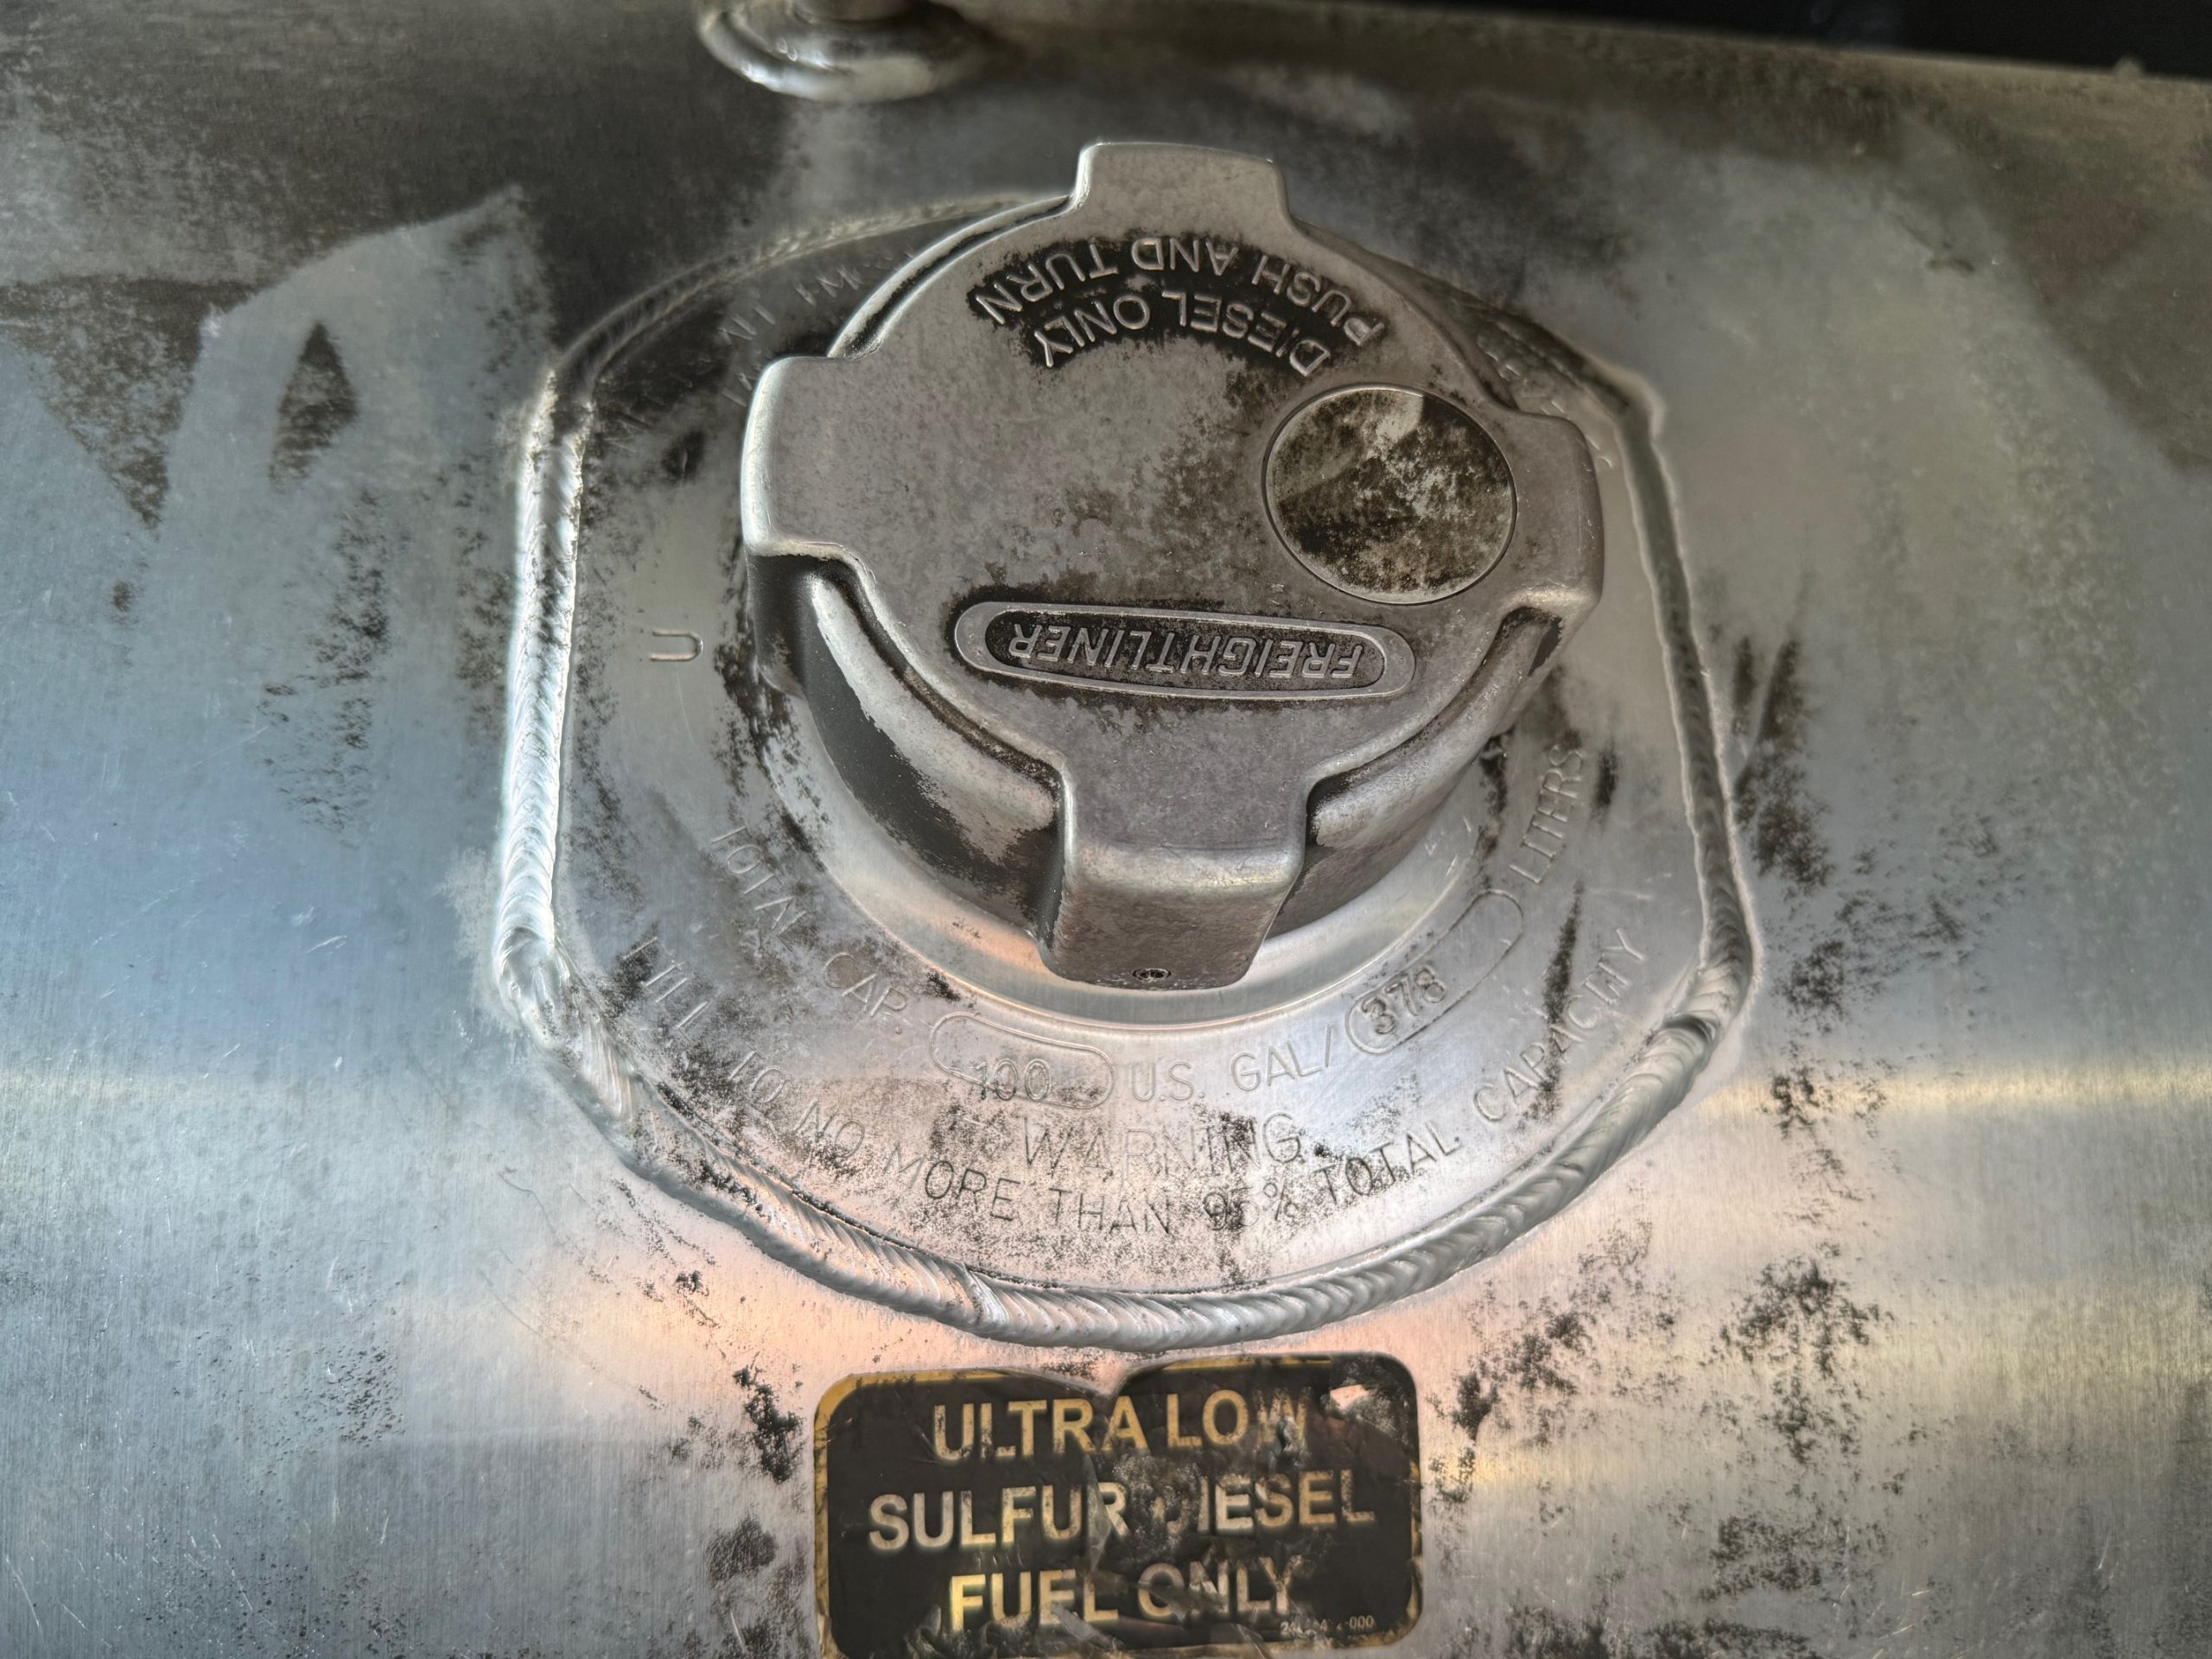 PUSH AND TURN
DIESEL ONLY
FREIGHTLINER
TOTAL CAP. 100 U.S. GAL/ 378 LITERS
WARNING
FILL TO NO MORE THAN 95% TOTAL CAPACITY
ULTRA LOW
SULFUR DIESEL
FUEL ONLY